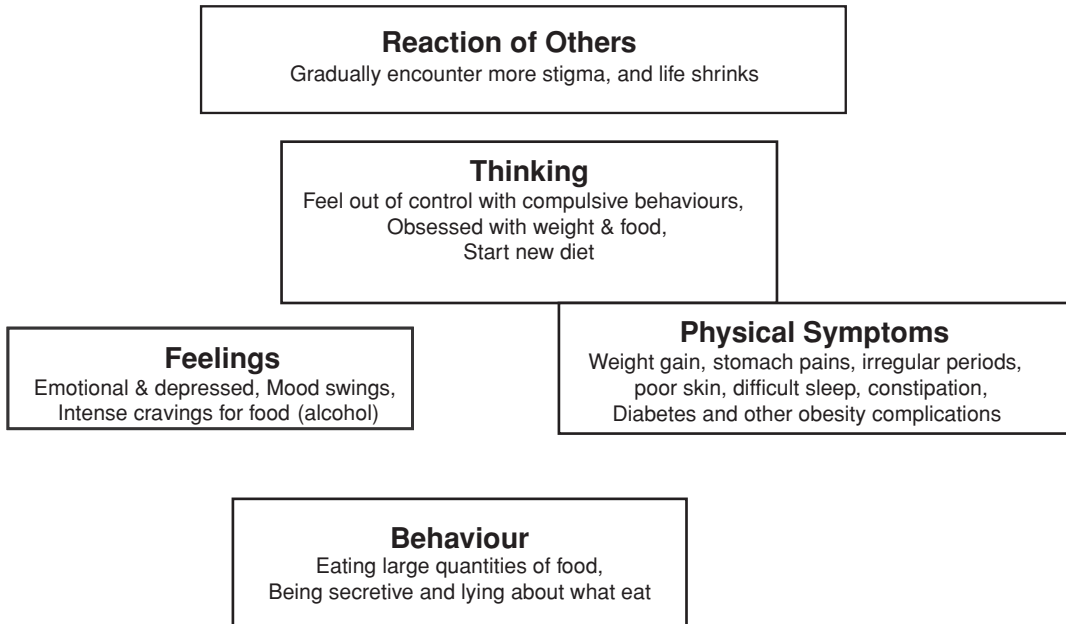 Reaction of Others
Gradually encounter more stigma, and life shrinks
Thinking
Feel out of control with compulsive behaviours,
Obsessed with weight & food,
Start new diet
Feelings
Emotional & depressed, Mood swings,
Intense cravings for food (alcohol)
Physical Symptoms
Weight gain, stomach pains, irregular periods,
poor skin, difficult sleep, constipation,
Diabetes and other obesity complications
Behaviour
Eating large quantities of food,
Being secretive and lying about what eat